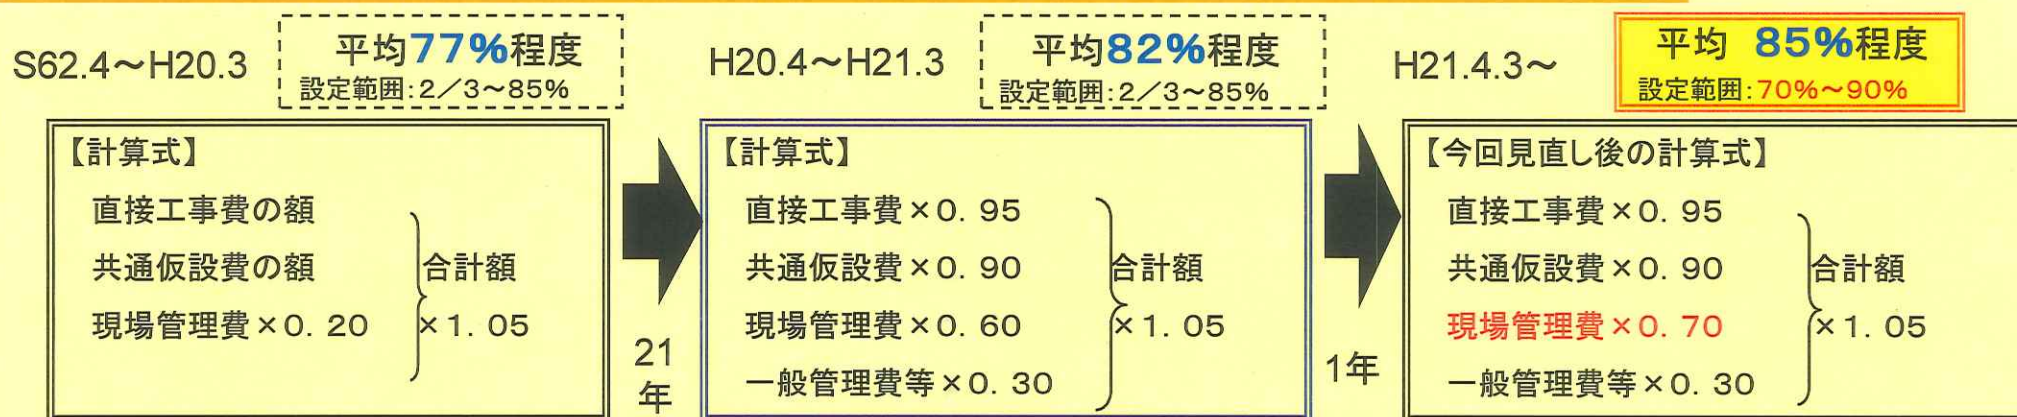 S62.4～H20.3
平均77%程度
設定範囲:2／3～85%
【計算式】
直接工事費の額
共通仮設費の額
現場管理費×0.20
合計額
×1.05
21
年
H20.4～H21.3
平均82%程度
設定範囲:2／3～85%
【計算式】
直接工事費×0.95
共通仮設費×0.90
現場管理費×0.60
一般管理費等×0.30
合計額
×1.05
1年
H21.4.3～
平均 85%程度
設定範囲:70%～90%
【今回見直し後の計算式】
直接工事費×0.95
共通仮設費×0.90
現場管理費×0.70
一般管理費等×0.30
合計額
×1.05